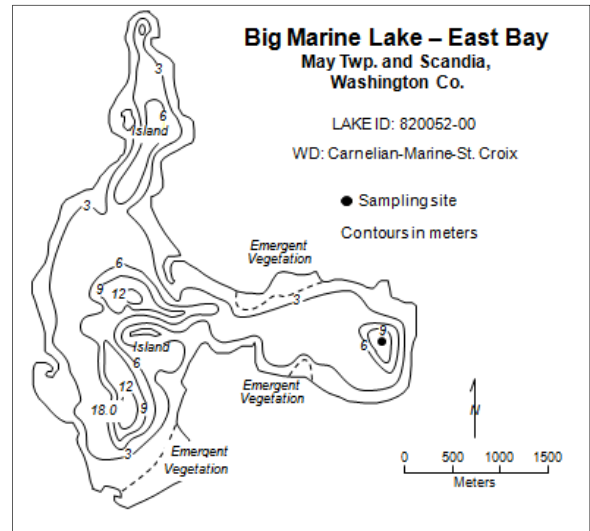 Big Marine Lake – East Bay
May Twp. and Scandia,
Washington Co.
LAKE ID: 820052-00
WD: Carnelian-Marine-St. Croix
Sampling site
Contours in meters
3
6
Island
3
Emergent
Vegetation
6
9
12
3
9
6
Island
6
12
18.0
9
3
Emergent
Vegetation
Emergent
Vegetation
N
0 500 1000 1500
Meters